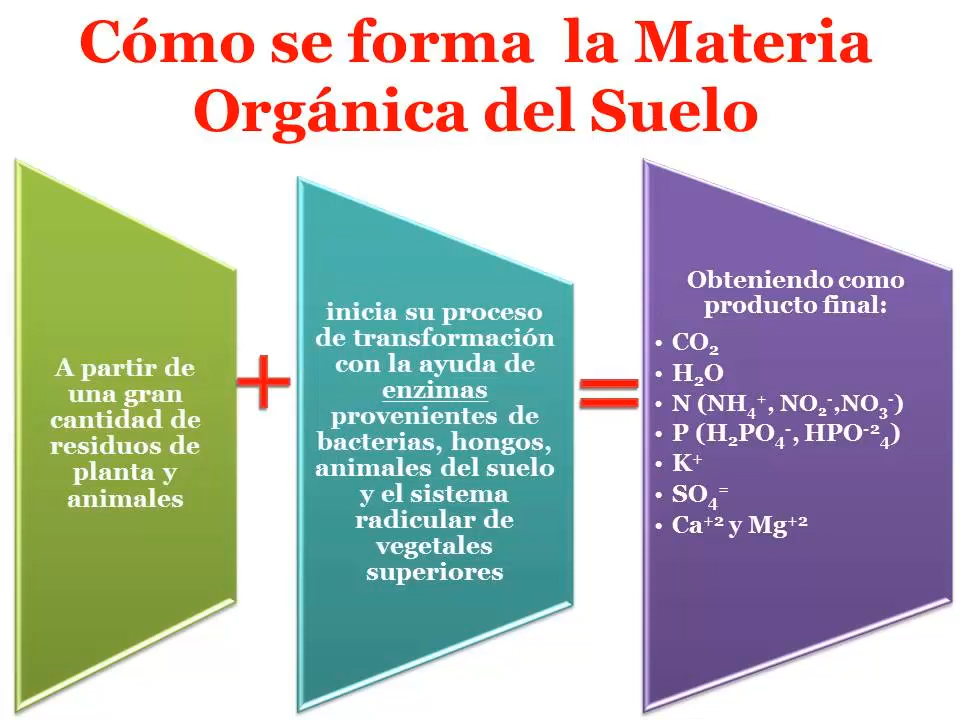 Cómo se forma la Materia
Orgánica del Suelo
A partir de
una gran
cantidad de
residuos de
planta y
animales
+
inicia su proceso
de transformación
con la ayuda de
enzimas
provenientes de
bacterias, hongos,
animales del suelo
y el sistema
radicular de
vegetales
superiores
=
Obteniendo como
producto final:
• CO₂
• H₂O
• N (NH₄⁺, NO₂⁻,NO₃⁻)
• P (H₂PO₄⁻, HPO⁻²₄)
• K⁺
• SO₄⁼
• Ca⁺² y Mg⁺²